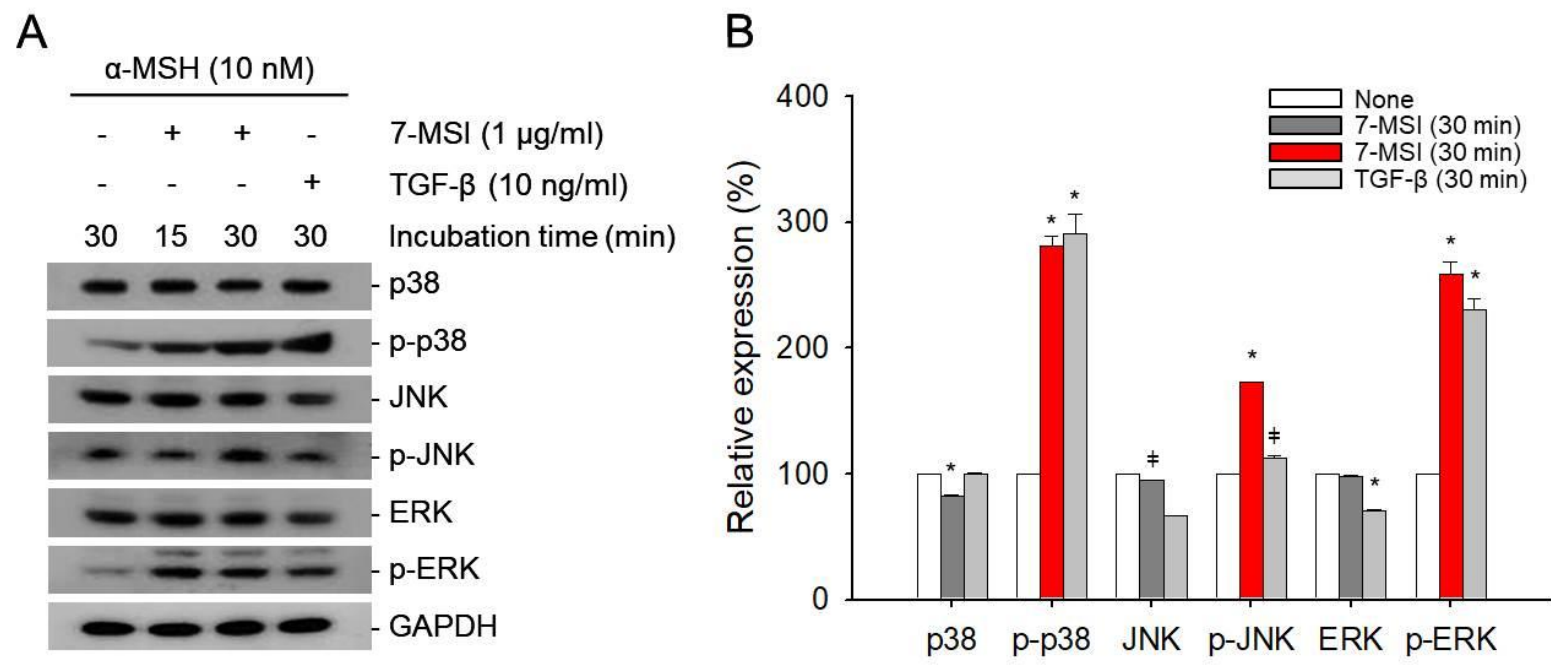 A
α-MSH (10 nM)
- + + - 7-MSI (1 µg/ml)
- - - + TGF-β (10 ng/ml)
30 15 30 30 Incubation time (min)
- p38
- p-p38
- JNK
- p-JNK
- ERK
- p-ERK
- GAPDH
B
Relative expression (%)
400
300
200
100
0
None
7-MSI (30 min)
7-MSI (30 min)
TGF-β (30 min)
* * * ǂ * ǂ * * *
p38 p-p38 JNK p-JNK ERK p-ERK